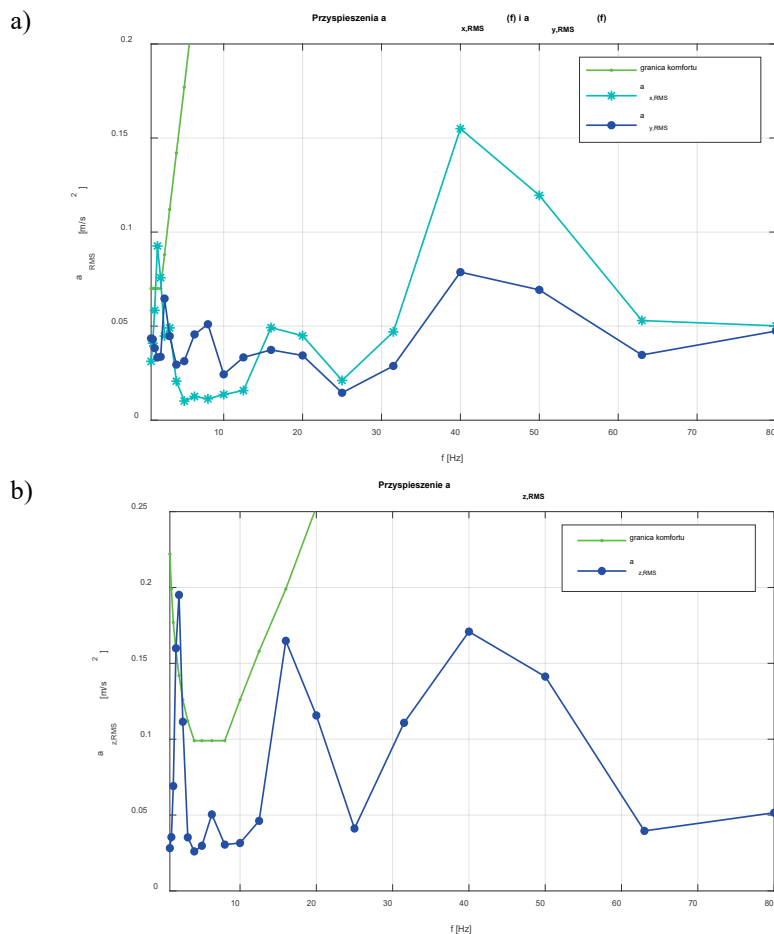 a)
Przyspieszenia a x,RMS (f) i a y,RMS (f)
0.2
0.15
0.1
0.05
0
a RMS [m/s 2 ]
granica komfortu
a x,RMS
a y,RMS
10 20 30 40 50 60 70 80
f [Hz]
b)
Przyspieszenie a z,RMS
0.25
0.2
0.15
0.1
0.05
0
a z,RMS [m/s 2 ]
granica komfortu
a z,RMS
10 20 30 40 50 60 70 80
f [Hz]